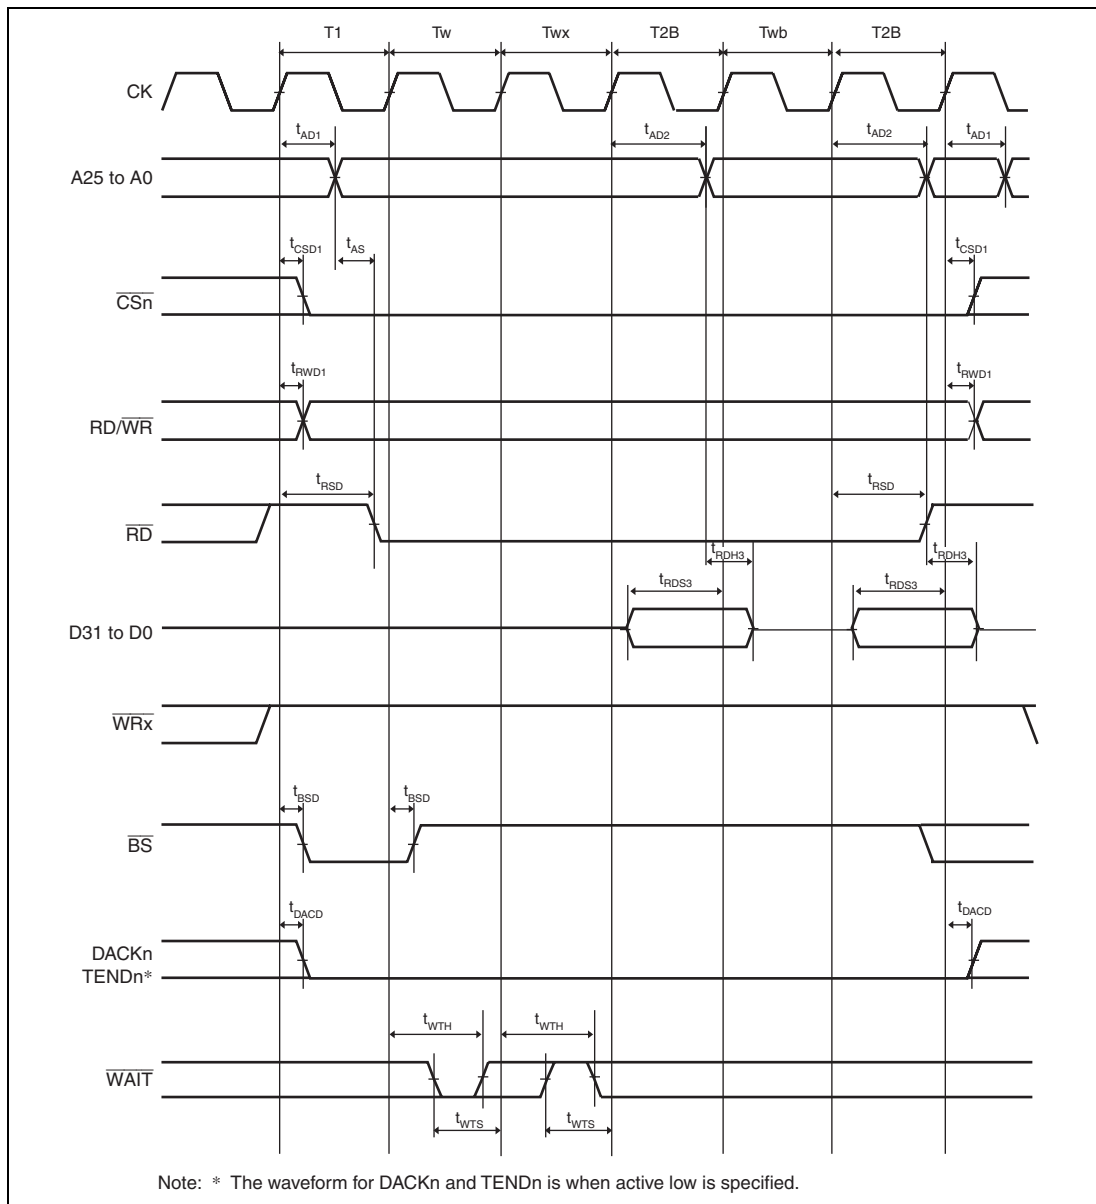 T1 Tw Twx T2B Twb T2B
CK
tAD1 tAD2 tAD2 tAD1
A25 to A0
tCSD1 tAS tCSD1
CSn
tRWD1 tRWD1
RD/WR
tRSD tRSD
RD
tRDH3 tRDH3
tRDS3 tRDS3
D31 to D0
WRx
tBSD tBSD
BS
tDACD tDACD
DACKn
TENDn*
tWTH tWTH
WAIT
tWTS tWTS
Note: * The waveform for DACKn and TENDn is when active low is specified.